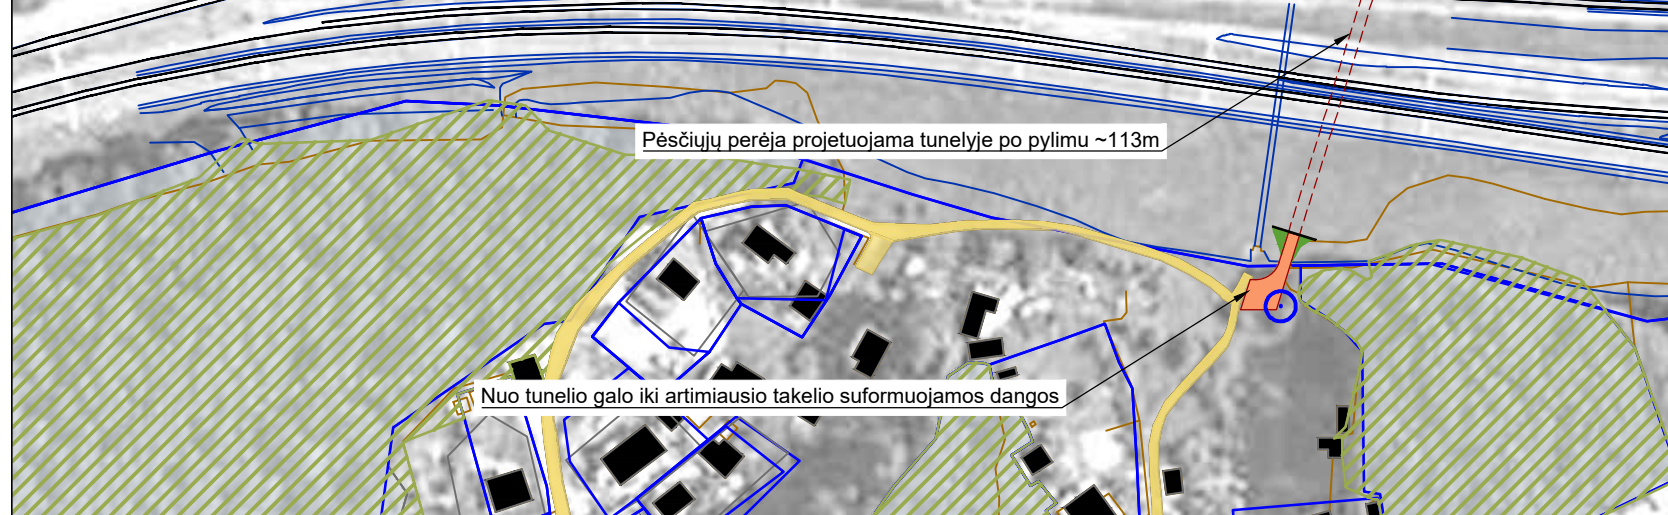 Pėsčiųjų perėja projetuojama tunelyje po pylimu ~113m
Nuo tunelio galo iki artimiausio takelio suformuojamos dangos